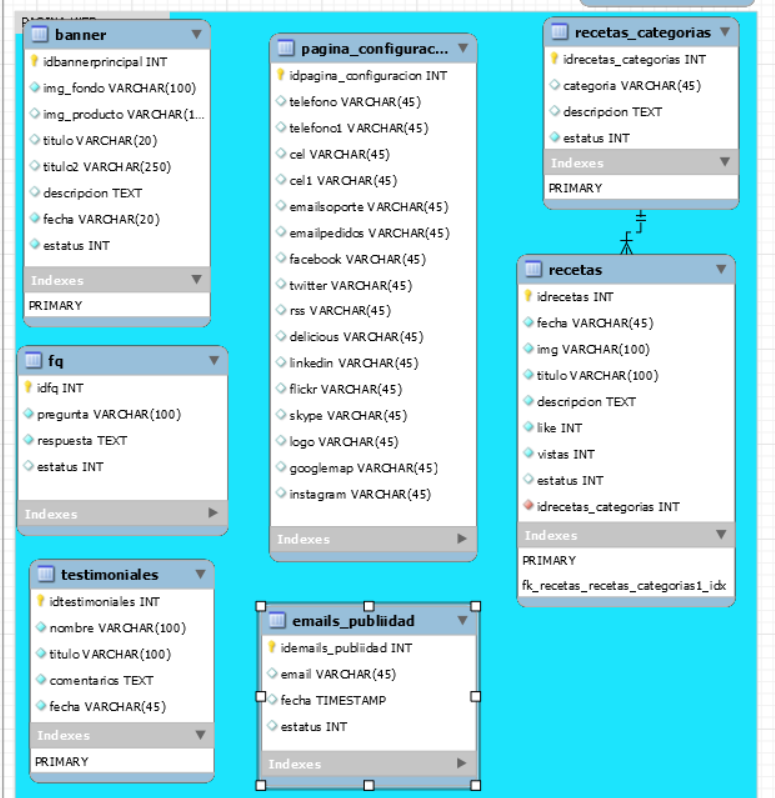 PAGINA WEB
banner
idbannerprincipal INT
img_fondo VARCHAR(100)
img_producto VARCHAR(1...
titulo VARCHAR(20)
titulo2 VARCHAR(250)
descripcion TEXT
fecha VARCHAR(20)
estatus INT
Indexes
PRIMARY
fq
idfq INT
pregunta VARCHAR(100)
respuesta TEXT
estatus INT
Indexes
testimoniales
idtestimoniales INT
nombre VARCHAR(100)
titulo VARCHAR(100)
comentarios TEXT
fecha VARCHAR(45)
Indexes
PRIMARY
pagina_configurac...
idpagina_configuracion INT
telefono VARCHAR(45)
telefono1 VARCHAR(45)
cel VARCHAR(45)
cel1 VARCHAR(45)
emailsoporte VARCHAR(45)
emailpedidos VARCHAR(45)
facebook VARCHAR(45)
twitter VARCHAR(45)
rss VARCHAR(45)
delicious VARCHAR(45)
linkedin VARCHAR(45)
flickr VARCHAR(45)
skype VARCHAR(45)
logo VARCHAR(45)
googlemap VARCHAR(45)
instagram VARCHAR(45)
Indexes
emails_publiidad
idemails_publiidad INT
email VARCHAR(45)
fecha TIMESTAMP
estatus INT
Indexes
recetas_categorias
idrecetas_categorias INT
categoria VARCHAR(45)
descripcion TEXT
estatus INT
Indexes
PRIMARY
recetas
idrecetas INT
fecha VARCHAR(45)
img VARCHAR(100)
titulo VARCHAR(100)
descripcion TEXT
like INT
vistas INT
estatus INT
idrecetas_categorias INT
Indexes
PRIMARY
fk_recetas_recetas_categorias1_idx